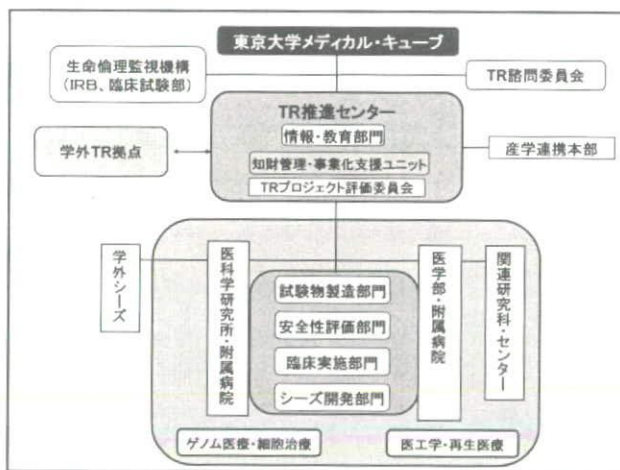 東京大学メディカル・キューブ
生命倫理監視機構
(IRB、臨床試験部)
TR諮問委員会
TR推進センター
情報・教育部門
知財管理・事業化支援ユニット
TRプロジェクト評価委員会
学外TR拠点
産学連携本部
学外シーズ
医科学研究所・附属病院
試験物製造部門
安全性評価部門
臨床実施部門
シーズ開発部門
医学部・附属病院
関連研究科・センター
ゲノム医療・細胞治療
医工学・再生医療